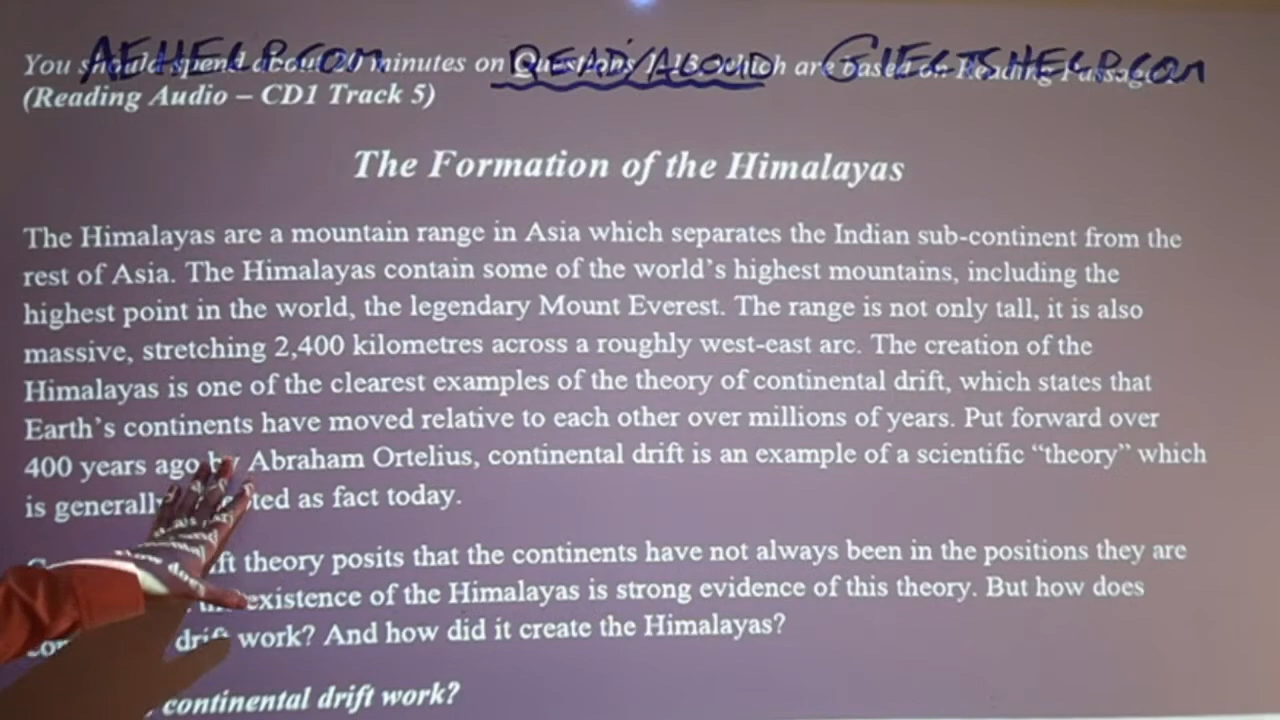 AEHELP.com READ/ALOUD GIELTSHELP.com
You should spend about 20 minutes on Questions 1-13, which are based on Reading Passage
(Reading Audio – CD1 Track 5)
The Formation of the Himalayas
The Himalayas are a mountain range in Asia which separates the Indian sub-continent from the
rest of Asia. The Himalayas contain some of the world's highest mountains, including the
highest point in the world, the legendary Mount Everest. The range is not only tall, it is also
massive, stretching 2,400 kilometres across a roughly west-east arc. The creation of the
Himalayas is one of the clearest examples of the theory of continental drift, which states that
Earth's continents have moved relative to each other over millions of years. Put forward over
400 years ago by Abraham Ortelius, continental drift is an example of a scientific “theory” which
is generally ted as fact today.
ft theory posits that the continents have not always been in the positions they are
existence of the Himalayas is strong evidence of this theory. But how does
drift work? And how did it create the Himalayas?
continental drift work?